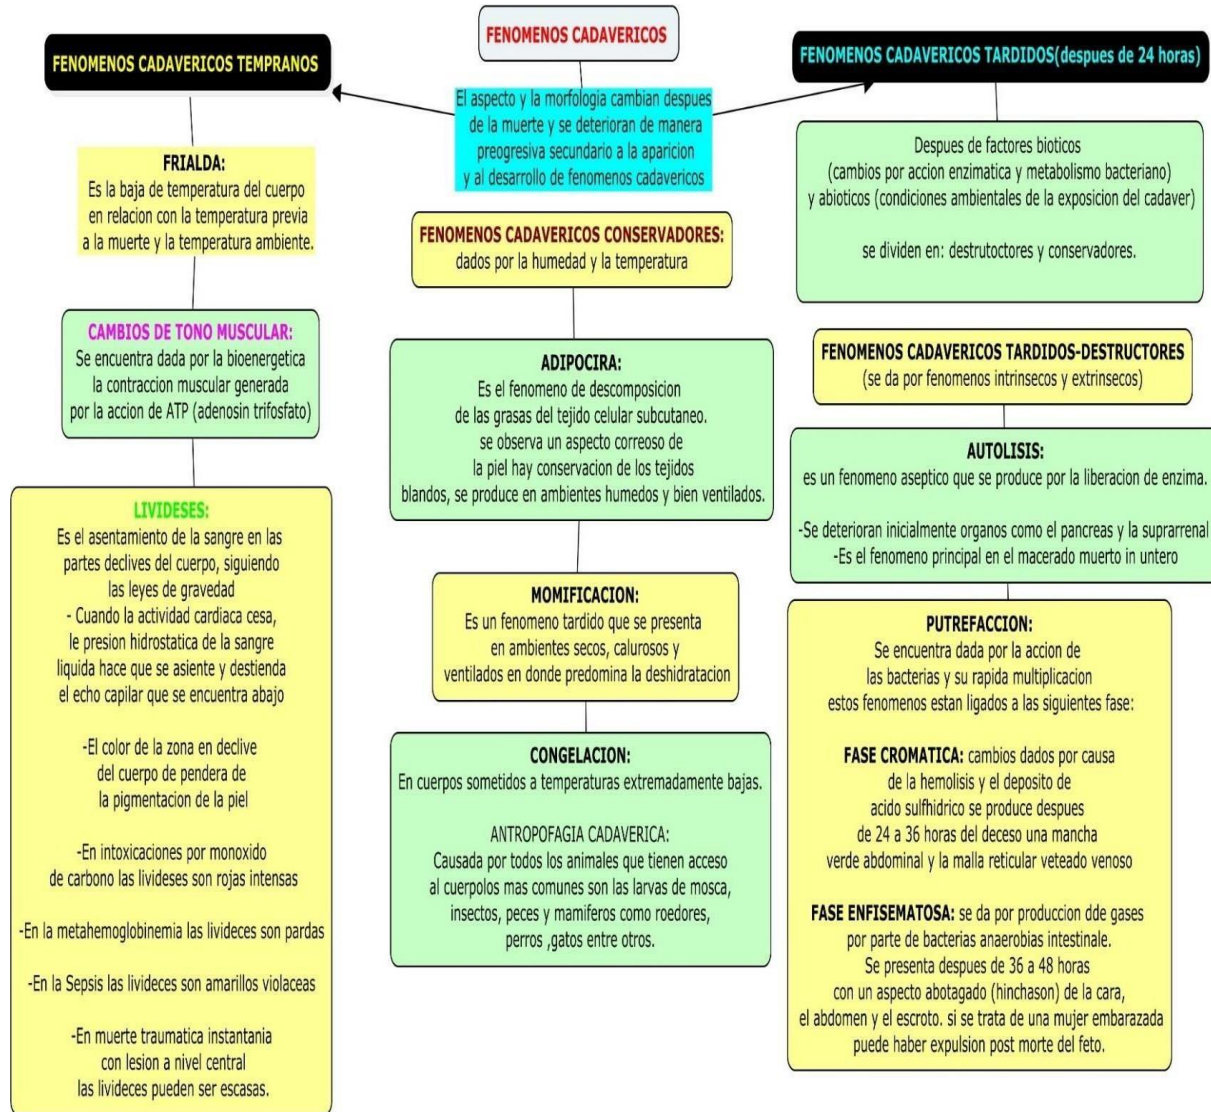 FENOMENOS CADAVERICOS
El aspecto y la morfologia cambian despues
de la muerte y se deterioran de manera
preogresiva secundario a la aparicion
y al desarrollo de fenomenos cadavericos
FENOMENOS CADAVERICOS TEMPRANOS
FRIALDA:
Es la baja de temperatura del cuerpo
en relacion con la temperatura previa
a la muerte y la temperatura ambiente.
CAMBIOS DE TONO MUSCULAR:
Se encuentra dada por la bioenergetica
la contraccion muscular generada
por la accion de ATP (adenosin trifosfato)
LIVIDESES:
Es el asentamiento de la sangre en las
partes declives del cuerpo, siguiendo
las leyes de gravedad
- Cuando la actividad cardiaca cesa,
le presion hidrostatica de la sangre
liquida hace que se asiente y destienda
el echo capilar que se encuentra abajo
-El color de la zona en declive
del cuerpo de pendera de
la pigmentacion de la piel
-En intoxicaciones por monoxido
de carbono las livideses son rojas intensas
-En la metahemoglobinemia las livideces son pardas
-En la Sepsis las livideces son amarillos violaceas
-En muerte traumatica instantania
con lesion a nivel central
las livideces pueden ser escasas.
FENOMENOS CADAVERICOS CONSERVADORES:
dados por la humedad y la temperatura
ADIPOCIRA:
Es el fenomeno de descomposicion
de las grasas del tejido celular subcutaneo.
se observa un aspecto correoso de
la piel hay conservacion de los tejidos
blandos, se produce en ambientes humedos y bien ventilados.
MOMIFICACION:
Es un fenomeno tardido que se presenta
en ambientes secos, calurosos y
ventilados en donde predomina la deshidratacion
CONGELACION:
En cuerpos sometidos a temperaturas extremadamente bajas.
ANTROPOFAGIA CADAVERICA:
Causada por todos los animales que tienen acceso
al cuerpolos mas comunes son las larvas de mosca,
insectos, peces y mamiferos como roedores,
perros ,gatos entre otros.
FENOMENOS CADAVERICOS TARDIDOS(despues de 24 horas)
Despues de factores bioticos
(cambios por accion enzimatica y metabolismo bacteriano)
y abioticos (condiciones ambientales de la exposicion del cadaver)
se dividen en: destrutoctores y conservadores.
FENOMENOS CADAVERICOS TARDIDOS-DESTRUCTORES
(se da por fenomenos intrinsecos y extrinsecos)
AUTOLISIS:
es un fenomeno aseptico que se produce por la liberacion de enzima.
-Se deterioran inicialmente organos como el pancreas y la suprarrenal
-Es el fenomeno principal en el macerado muerto in untero
PUTREFACCION:
Se encuentra dada por la accion de
las bacterias y su rapida multiplicacion
estos fenomenos estan ligados a las siguientes fase:
FASE CROMATICA: cambios dados por causa
de la hemolisis y el deposito de
acido sulfhidrico se produce despues
de 24 a 36 horas del deceso una mancha
verde abdominal y la malla reticular veteado venoso
FASE ENFISEMATOSA: se da por produccion dde gases
por parte de bacterias anaerobias intestinale.
Se presenta despues de 36 a 48 horas
con un aspecto abotagado (hinchason) de la cara,
el abdomen y el escroto. si se trata de una mujer embarazada
puede haber expulsion post morte del feto.